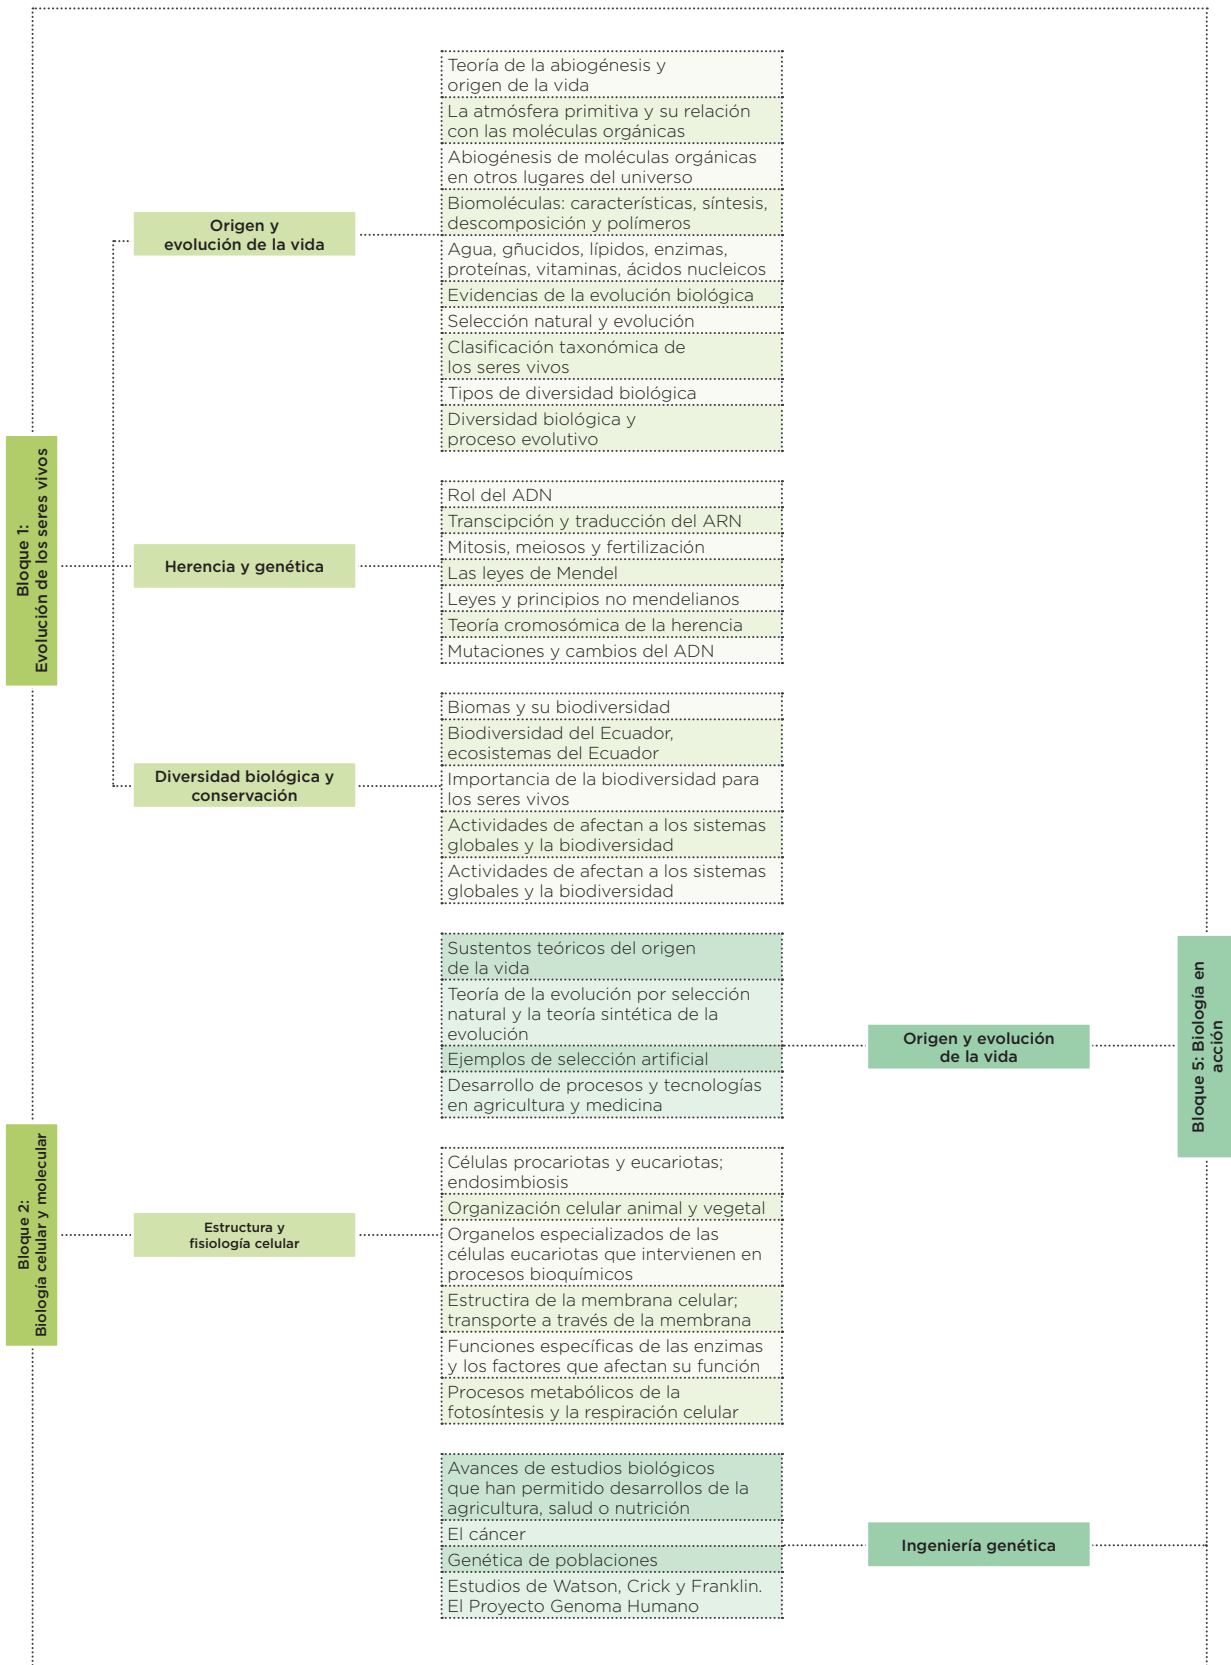 Teoría de la abiogénesis y
origen de la vida
La atmósfera primitiva y su relación
con las moléculas orgánicas
Abiogénesis de moléculas orgánicas
en otros lugares del universo
Biomoléculas: características, síntesis,
descomposición y polímeros
Agua, gñucidos, lípidos, enzimas,
proteínas, vitaminas, ácidos nucleicos
Evidencias de la evolución biológica
Selección natural y evolución
Clasificación taxonómica de
los seres vivos
Tipos de diversidad biológica
Diversidad biológica y
proceso evolutivo
Origen y
evolución de la vida
Bloque 1:
Evolución de los seres vivos
Herencia y genética
Rol del ADN
Transcipción y traducción del ARN
Mitosis, meiosos y fertilización
Las leyes de Mendel
Leyes y principios no mendelianos
Teoría cromosómica de la herencia
Mutaciones y cambios del ADN
Diversidad biológica y
conservación
Biomas y su biodiversidad
Biodiversidad del Ecuador,
ecosistemas del Ecuador
Importancia de la biodiversidad para
los seres vivos
Actividades de afectan a los sistemas
globales y la biodiversidad
Actividades de afectan a los sistemas
globales y la biodiversidad
Sustentos teóricos del origen
de la vida
Teoría de la evolución por selección
natural y la teoría sintética de la
evolución
Ejemplos de selección artificial
Desarrollo de procesos y tecnologías
en agricultura y medicina
Origen y evolución
de la vida
Bloque 5: Biología en
acción
Bloque 2:
Biología celular y molecular
Estructura y
fisiología celular
Células procariotas y eucariotas;
endosimbiosis
Organización celular animal y vegetal
Organelos especializados de las
células eucariotas que intervienen en
procesos bioquímicos
Estructira de la membrana celular;
transporte a través de la membrana
Funciones específicas de las enzimas
y los factores que afectan su función
Procesos metabólicos de la
fotosíntesis y la respiración celular
Avances de estudios biológicos
que han permitido desarrollos de la
agricultura, salud o nutrición
El cáncer
Genética de poblaciones
Estudios de Watson, Crick y Franklin.
El Proyecto Genoma Humano
Ingeniería genética